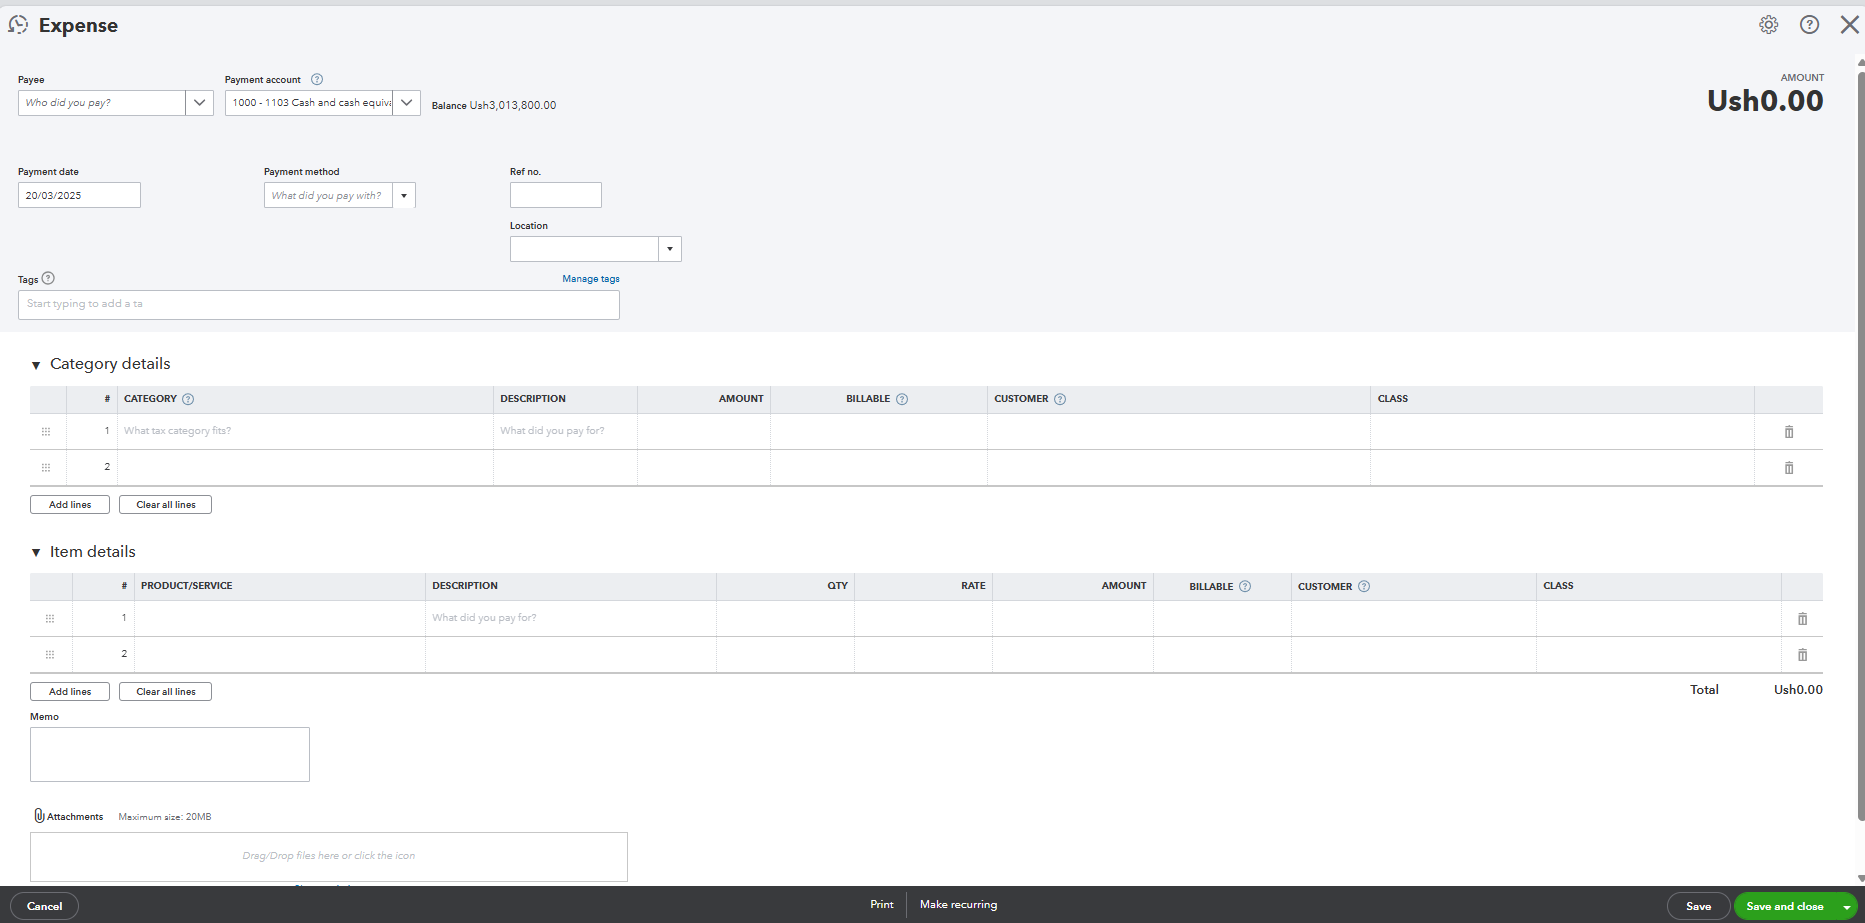 Expense
Payee
Payment account
AMOUNT
Who did you pay?
1000 - 1103 Cash and cash equiva
Balance Ush3,013,800.00
Ush0.00
Payment date
Payment method
Ref no.
20/03/2025
What did you pay with?
Location
Tags
Manage tags
Start typing to add a ta
Category details
# CATEGORY DESCRIPTION AMOUNT BILLABLE CUSTOMER CLASS
1 What tax category fits? What did you pay for?
2
Add lines Clear all lines
Item details
# PRODUCT/SERVICE DESCRIPTION QTY RATE AMOUNT BILLABLE CUSTOMER CLASS
1 What did you pay for?
2
Add lines Clear all lines
Total Ush0.00
Memo
Attachments Maximum size: 20MB
Drag/Drop files here or click the icon
Cancel Print Make recurring Save Save and close